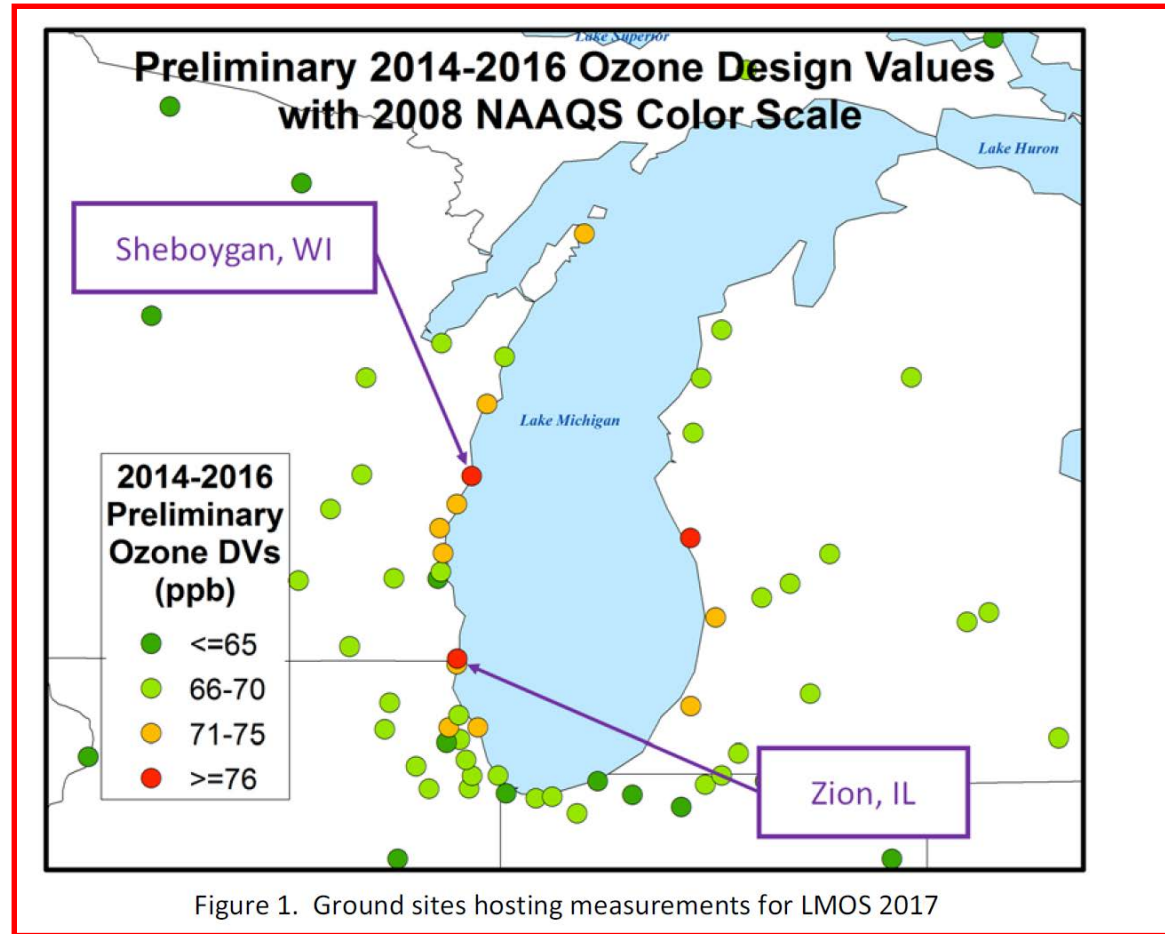 Lake Superior
Preliminary 2014-2016 Ozone Design Values
with 2008 NAAQS Color Scale
Lake Huron
Sheboygan, WI
Lake Michigan
2014-2016
Preliminary
Ozone DVs
(ppb)
<=65
66-70
71-75
>=76
Zion, IL
Figure 1. Ground sites hosting measurements for LMOS 2017